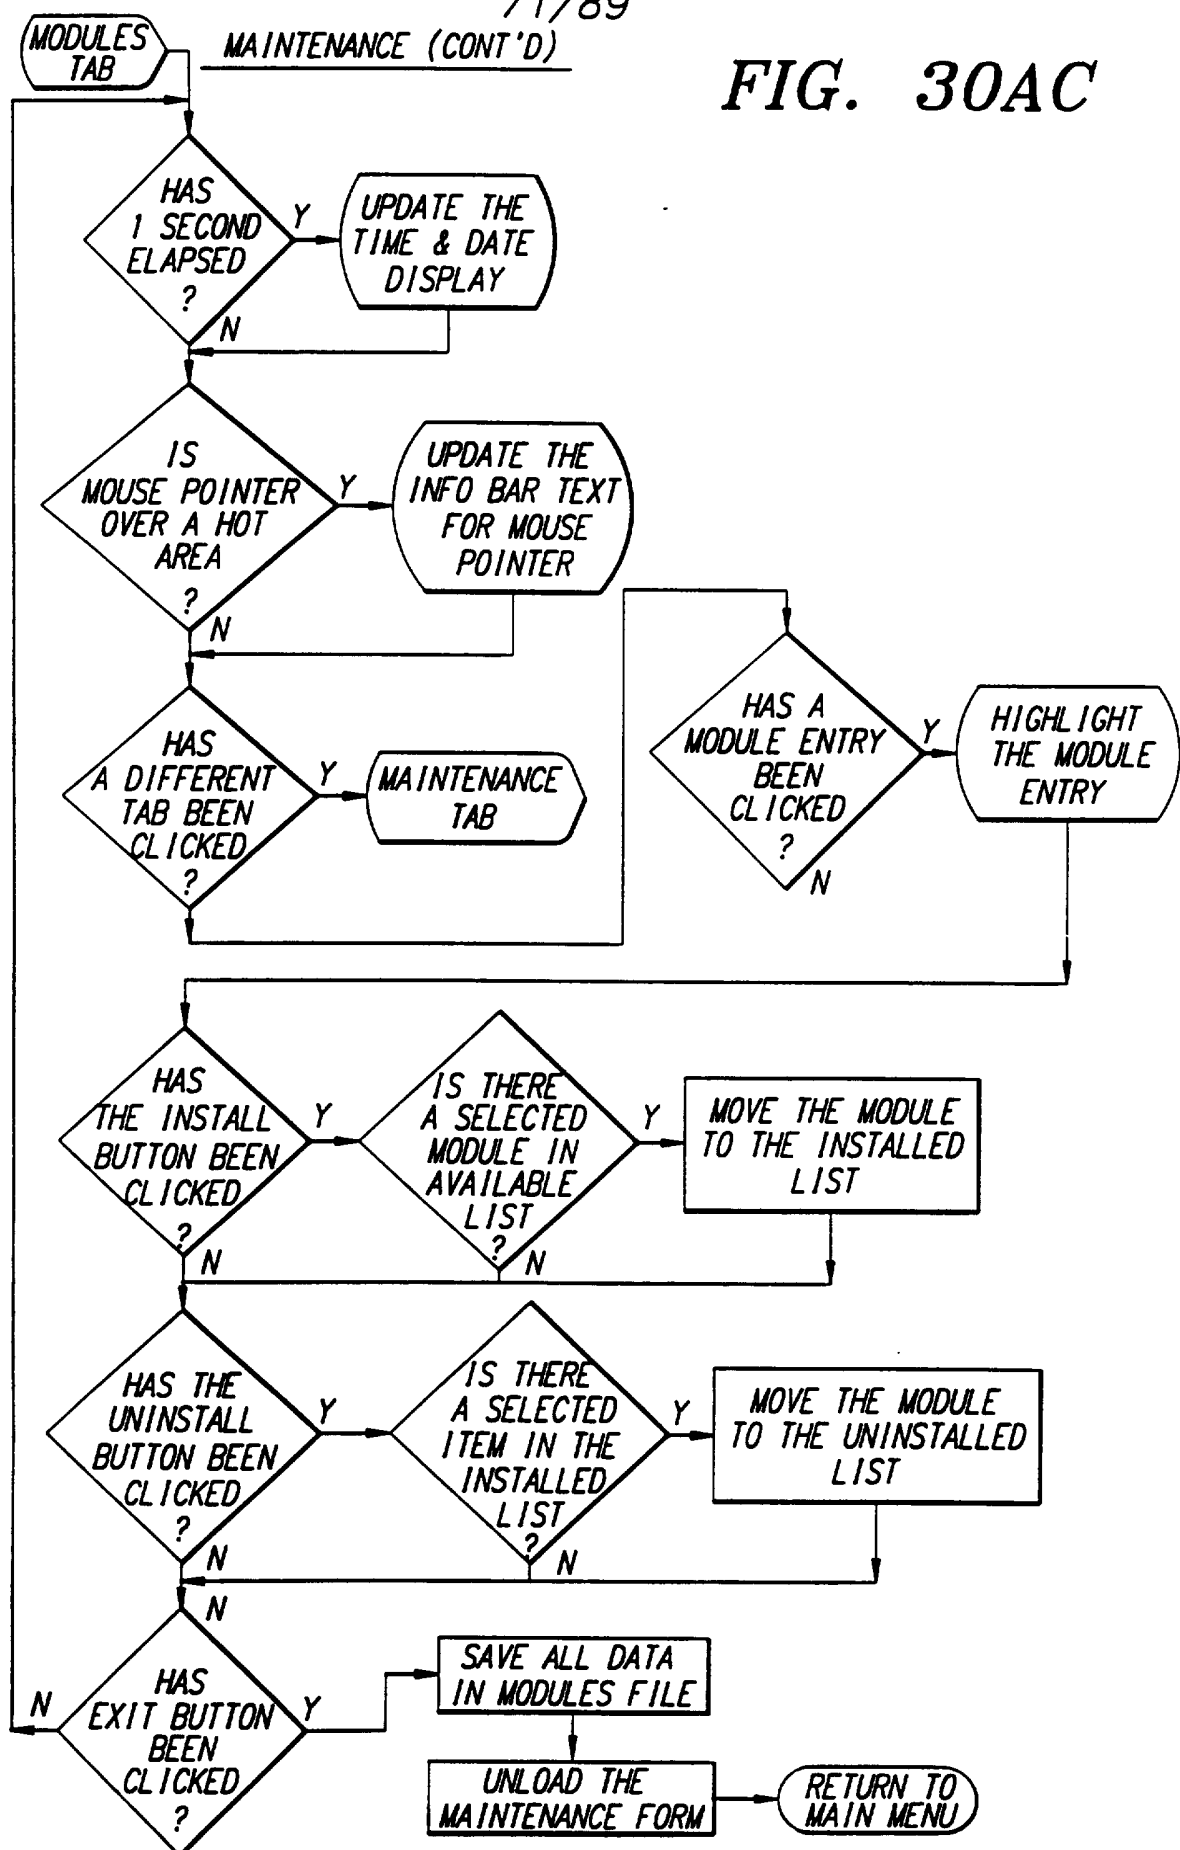 71/89
MODULES
TAB
MAINTENANCE (CONT'D)
FIG. 30AC
HAS
1 SECOND
ELAPSED
?
Y
N
UPDATE THE
TIME & DATE
DISPLAY
IS
MOUSE POINTER
OVER A HOT
AREA
?
Y
N
UPDATE THE
INFO BAR TEXT
FOR MOUSE
POINTER
HAS
A DIFFERENT
TAB BEEN
CLICKED
?
Y
MAINTENANCE
TAB
HAS A
MODULE ENTRY
BEEN
CLICKED
?
Y
N
HIGHLIGHT
THE MODULE
ENTRY
HAS
THE INSTALL
BUTTON BEEN
CLICKED
?
Y
N
IS THERE
A SELECTED
MODULE IN
AVAILABLE
LIST
?
Y
N
MOVE THE MODULE
TO THE INSTALLED
LIST
HAS THE
UNINSTALL
BUTTON BEEN
CLICKED
?
Y
N
IS THERE
A SELECTED
ITEM IN THE
INSTALLED
LIST
?
Y
N
MOVE THE MODULE
TO THE UNINSTALLED
LIST
N
HAS
EXIT BUTTON
BEEN
CLICKED
?
N
Y
SAVE ALL DATA
IN MODULES FILE
UNLOAD THE
MAINTENANCE FORM
RETURN TO
MAIN MENU